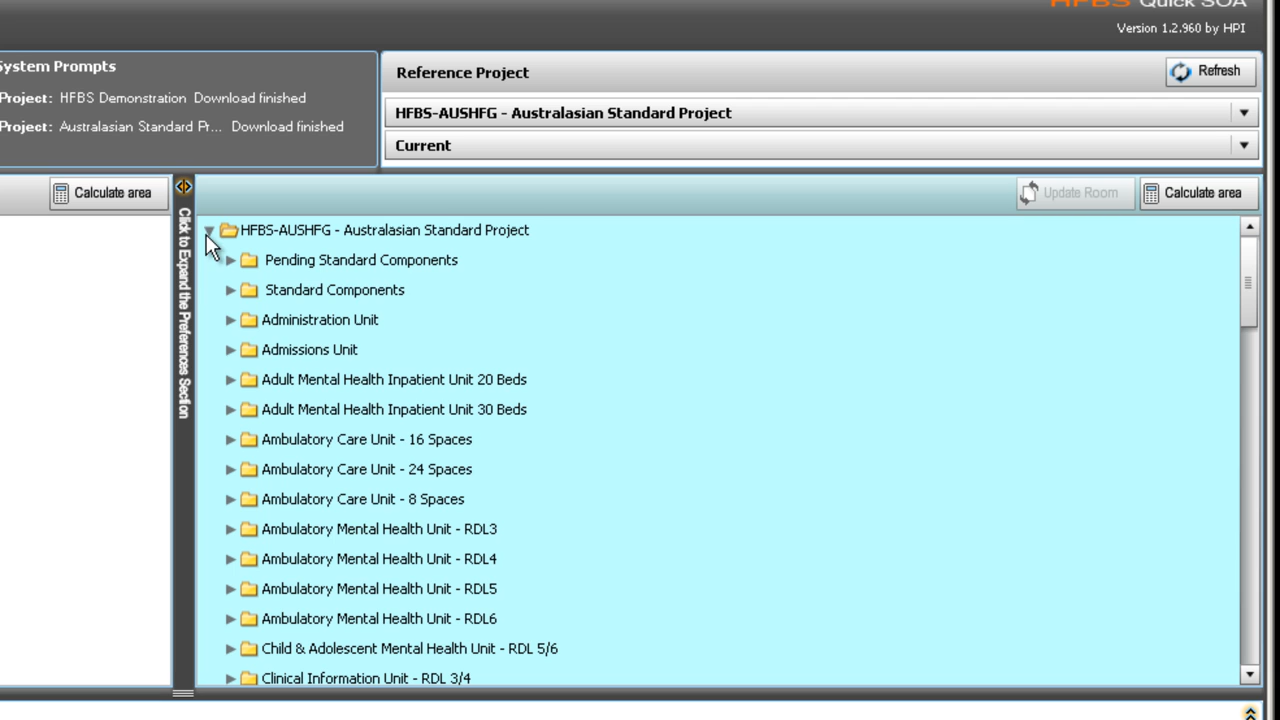 HFBS Quick SOA
Version 1.2.960 by HPI
System Prompts
Project: HFBS Demonstration Download finished
Project: Australasian Standard Pr... Download finished
Reference Project
Refresh
HFBS-AUSHFG - Australasian Standard Project
Current
Calculate area
Click to Expand the Preferences Section
Update Room
Calculate area
HFBS-AUSHFG - Australasian Standard Project
Pending Standard Components
Standard Components
Administration Unit
Admissions Unit
Adult Mental Health Inpatient Unit 20 Beds
Adult Mental Health Inpatient Unit 30 Beds
Ambulatory Care Unit - 16 Spaces
Ambulatory Care Unit - 24 Spaces
Ambulatory Care Unit - 8 Spaces
Ambulatory Mental Health Unit - RDL3
Ambulatory Mental Health Unit - RDL4
Ambulatory Mental Health Unit - RDL5
Ambulatory Mental Health Unit - RDL6
Child & Adolescent Mental Health Unit - RDL 5/6
Clinical Information Unit - RDL 3/4